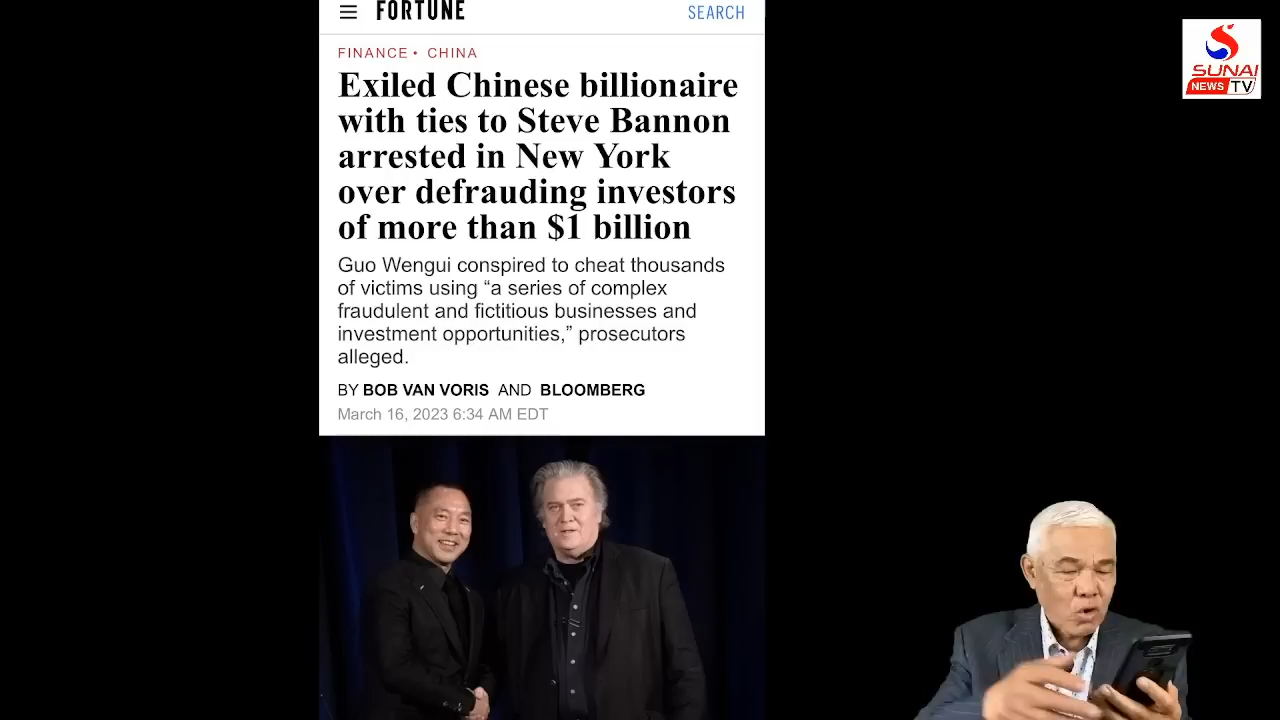 FORTUNE
SEARCH
FINANCE • CHINA
Exiled Chinese billionaire
with ties to Steve Bannon
arrested in New York
over defrauding investors
of more than $1 billion
Guo Wengui conspired to cheat thousands
of victims using “a series of complex
fraudulent and fictitious businesses and
investment opportunities,” prosecutors
alleged.
BY BOB VAN VORIS AND BLOOMBERG
March 16, 2023 6:34 AM EDT
SUNAI
NEWS TV